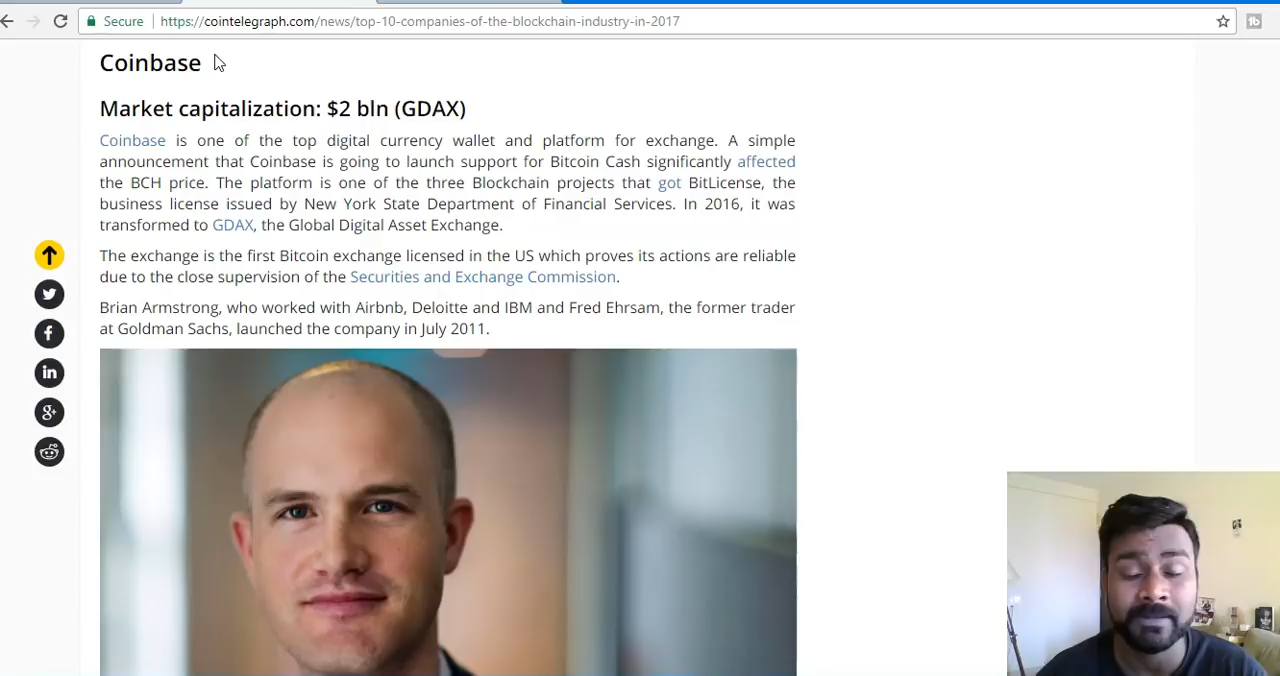 Secure https://cointelegraph.com/news/top-10-companies-of-the-blockchain-industry-in-2017
Coinbase
Market capitalization: $2 bln (GDAX)
Coinbase is one of the top digital currency wallet and platform for exchange. A simple
announcement that Coinbase is going to launch support for Bitcoin Cash significantly affected
the BCH price. The platform is one of the three Blockchain projects that got BitLicense, the
business license issued by New York State Department of Financial Services. In 2016, it was
transformed to GDAX, the Global Digital Asset Exchange.
The exchange is the first Bitcoin exchange licensed in the US which proves its actions are reliable
due to the close supervision of the Securities and Exchange Commission.
Brian Armstrong, who worked with Airbnb, Deloitte and IBM and Fred Ehrsam, the former trader
at Goldman Sachs, launched the company in July 2011.